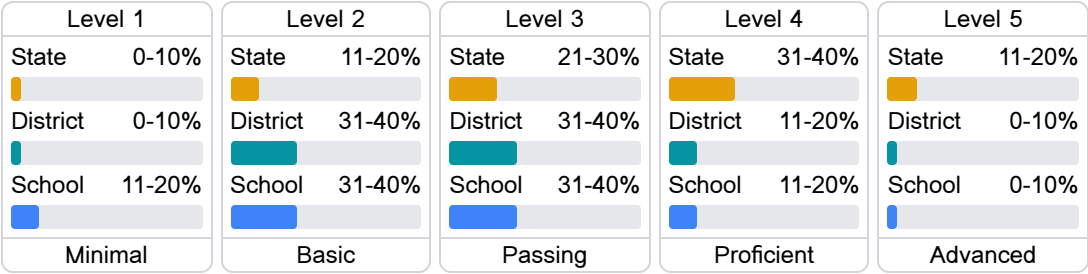 Level 1
State 0-10%
District 0-10%
School 11-20%
Minimal
Level 2
State 11-20%
District 31-40%
School 31-40%
Basic
Level 3
State 21-30%
District 31-40%
School 31-40%
Passing
Level 4
State 31-40%
District 11-20%
School 11-20%
Proficient
Level 5
State 11-20%
District 0-10%
School 0-10%
Advanced